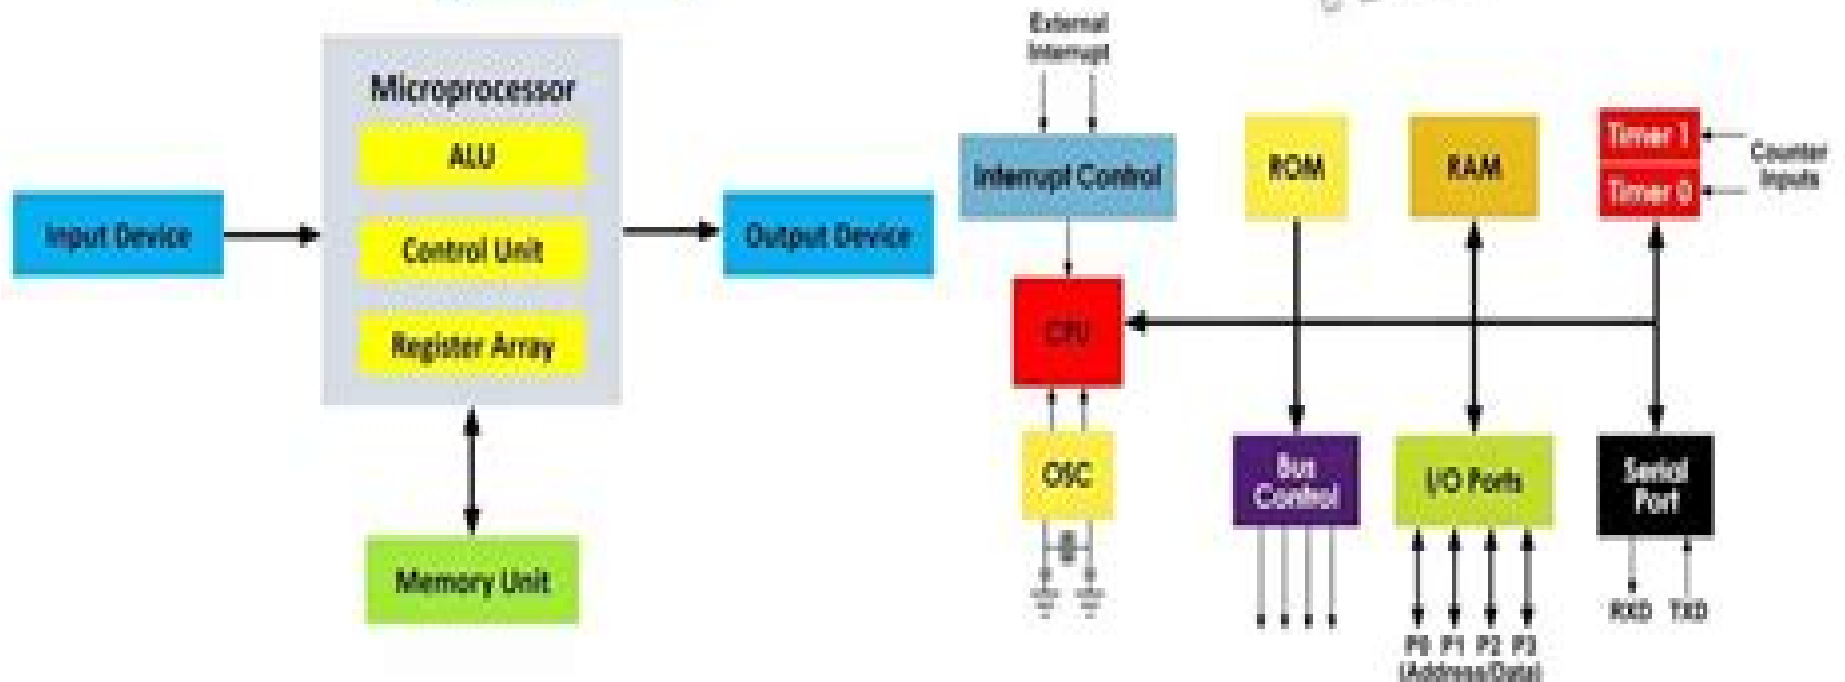 Microprocessor
ALU
Control Unit
Register Array
Input Device
Output Device
Memory Unit
External
Interrupt
Interrupt Control
CPU
OSC
ROM
RAM
Timer 1
Timer 0
Counter
Inputs
Bus
Control
I/O Ports
Serial
Port
P0 P1 P2 P3
(Address/Data)
RXD TXD